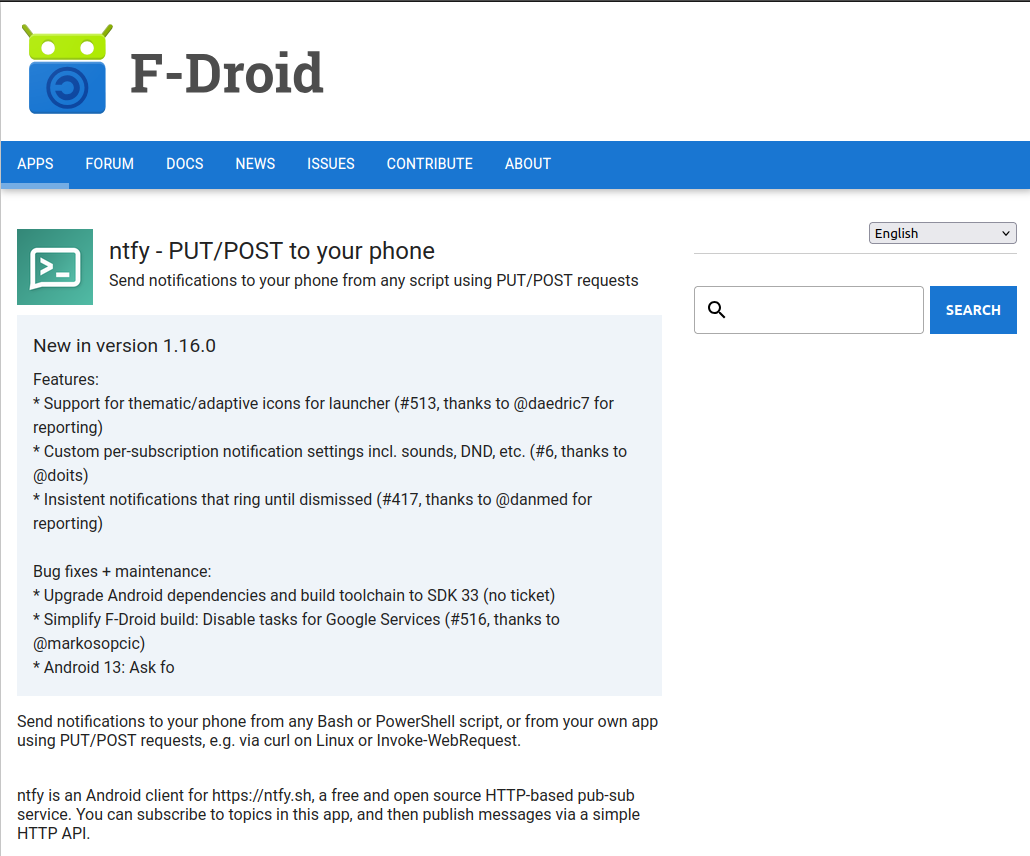 F-Droid
APPS FORUM DOCS NEWS ISSUES CONTRIBUTE ABOUT
ntfy - PUT/POST to your phone
Send notifications to your phone from any script using PUT/POST requests
New in version 1.16.0
Features:
* Support for thematic/adaptive icons for launcher (#513, thanks to @daedric7 for
reporting)
* Custom per-subscription notification settings incl. sounds, DND, etc. (#6, thanks to
@doits)
* Insistent notifications that ring until dismissed (#417, thanks to @danmed for
reporting)
Bug fixes + maintenance:
* Upgrade Android dependencies and build toolchain to SDK 33 (no ticket)
* Simplify F-Droid build: Disable tasks for Google Services (#516, thanks to
@markosopcic)
* Android 13: Ask fo
Send notifications to your phone from any Bash or PowerShell script, or from your own app
using PUT/POST requests, e.g. via curl on Linux or Invoke-WebRequest.
ntfy is an Android client for https://ntfy.sh, a free and open source HTTP-based pub-sub
service. You can subscribe to topics in this app, and then publish messages via a simple
HTTP API.
English
SEARCH